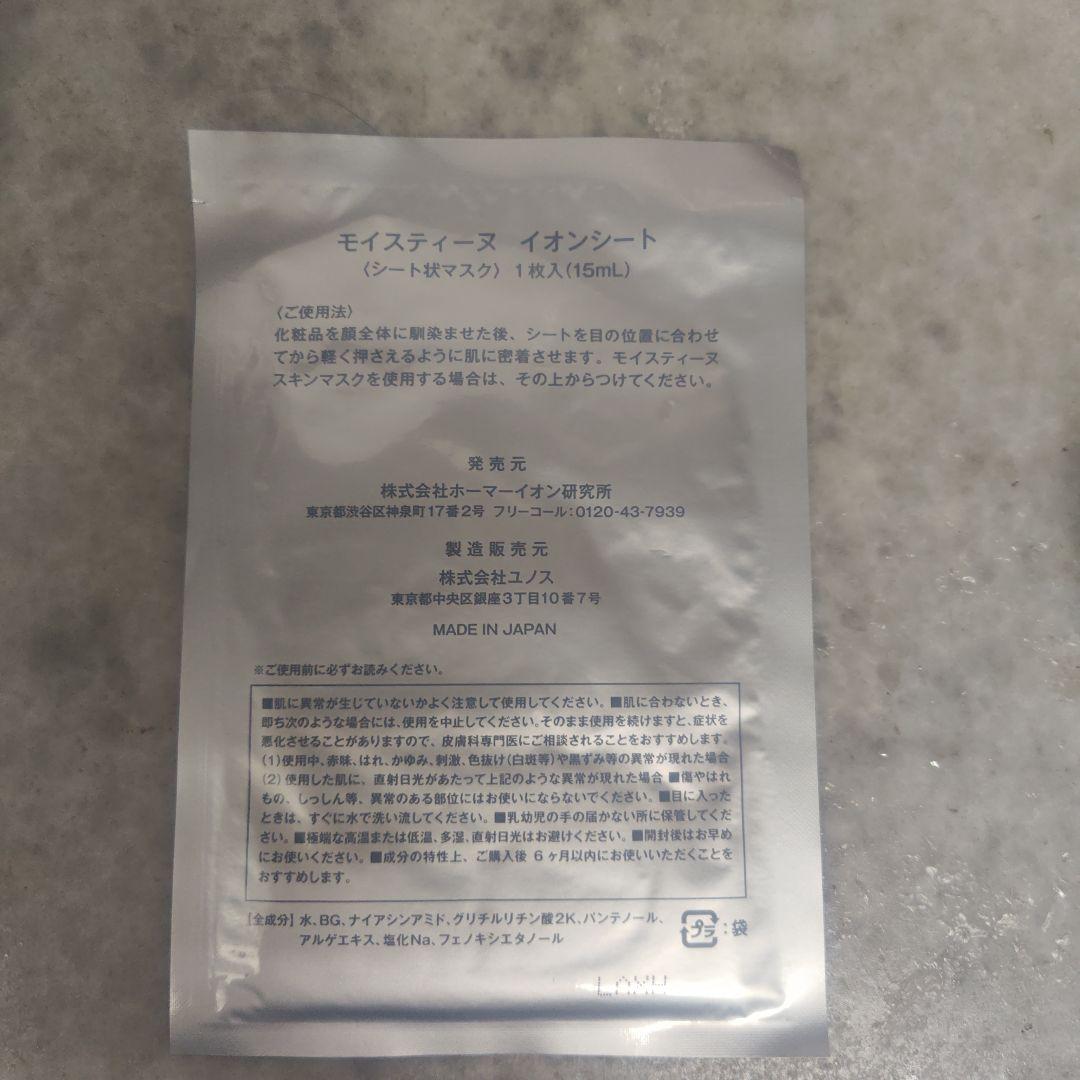 モイスティーヌ イオンシート
〈シート状マスク〉 1枚入(15mL)
〈ご使用法〉
化粧品を顔全体に馴染ませた後、シートを目の位置に合わせ
てから軽く押さえるように肌に密着させます。モイスティーヌ
スキンマスクを使用する場合は、その上からつけてください。
発売元
株式会社ホーマーイオン研究所
東京都渋谷区神泉町17番2号 フリーコール:0120-43-7939
製造販売元
株式会社ユノス
東京都中央区銀座3丁目10番7号
MADE IN JAPAN
※ご使用前に必ずお読みください。
■肌に異常が生じていないかよく注意して使用してください。■肌に合わないとき、
即ち次のような場合には、使用を中止してください。そのまま使用を続けますと、症状を
悪化させることがありますので、皮膚科専門医にご相談されることをおすすめします。
(1)使用中、赤味、はれ、かゆみ、刺激、色抜け(白斑等)や黒ずみ等の異常が現れた場合
(2)使用した肌に、直射日光があたって上記のような異常が現れた場合 ■傷やはれ
もの、しっしん等、異常のある部位にはお使いにならないでください。■目に入った
ときは、すぐに水で洗い流してください。■乳幼児の手の届かない所に保管してくだ
さい。■極端な高温または低温、多湿、直射日光はお避けください。■開封後はお早め
にお使いください。■成分の特性上、ご購入後 6ヶ月以内にお使いいただくことを
おすすめします。
[全成分] 水、BG、ナイアシンアミド、グリチルリチン酸2K、パンテノール、
アルゲエキス、塩化Na、フェノキシエタノール
プラ:袋